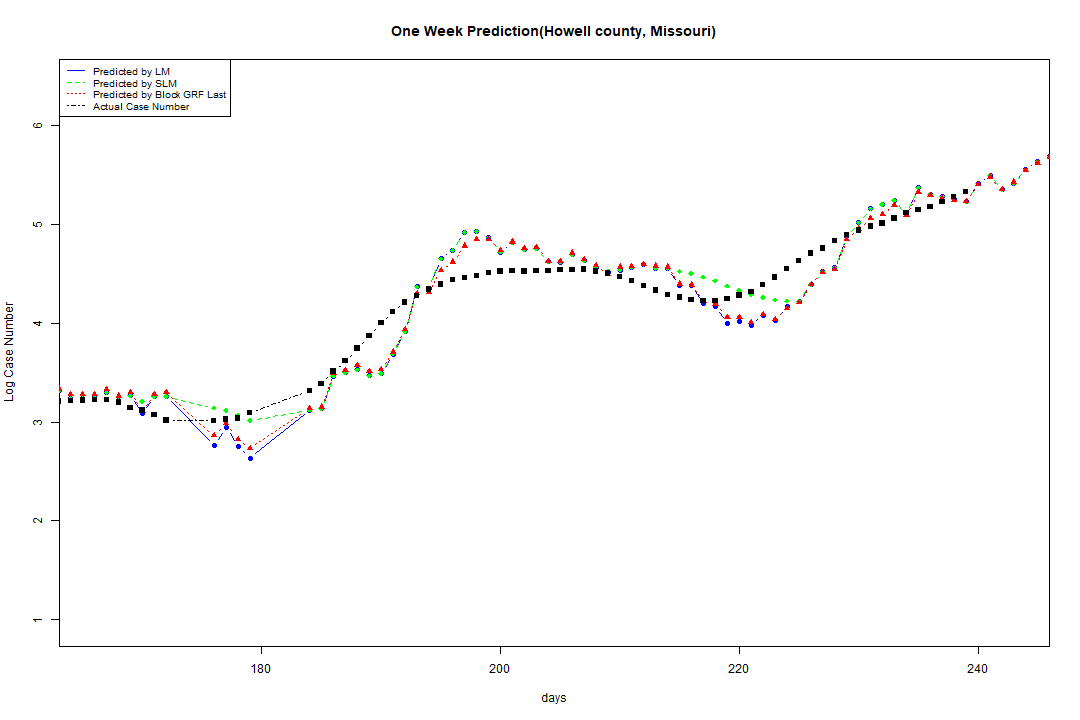 One Week Prediction(Howell county, Missouri)
Predicted by LM
Predicted by SLM
Predicted by Block GRF Last
Actual Case Number
6
5
4
3
2
1
Log Case Number
180 200 220 240
days